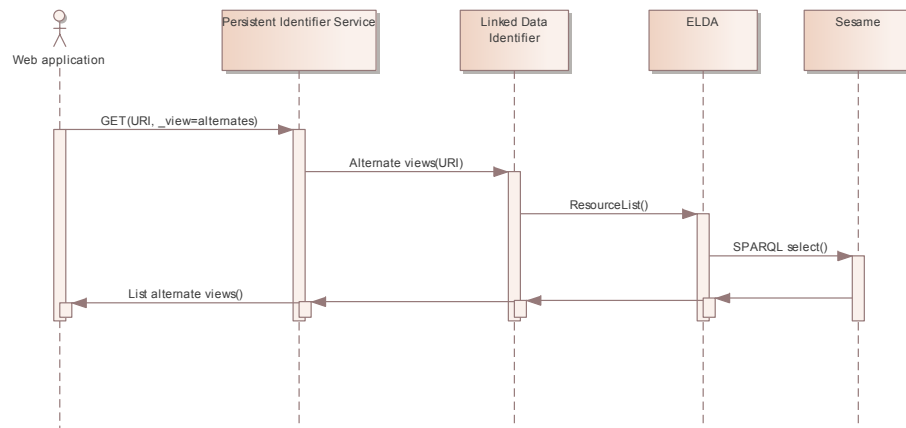 Persistent Identifier Service
Linked Data
Identifier
ELDA
Sesame
Web application
GET(URI, _view=alternates)
Alternate views(URI)
ResourceList()
SPARQL select()
List alternate views()